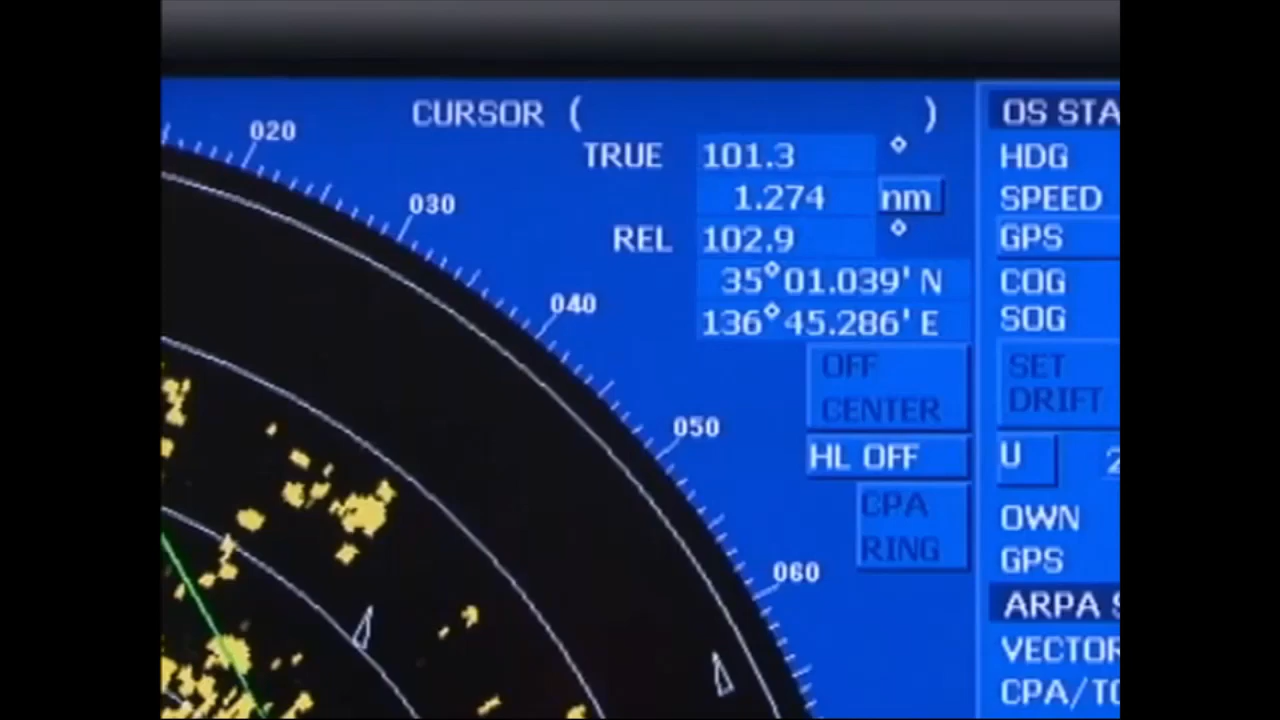 CURSOR ( )
TRUE 101.3 °
1.274 nm
REL 102.9 °
35°01.039' N
136°45.286' E
OFF
CENTER
HL OFF
CPA
RING
020
030
040
050
060
OS STA
HDG
SPEED
GPS
COG
SOG
SET
DRIFT
U 2
OWN
GPS
ARPA S
VECTOR
CPA/TC